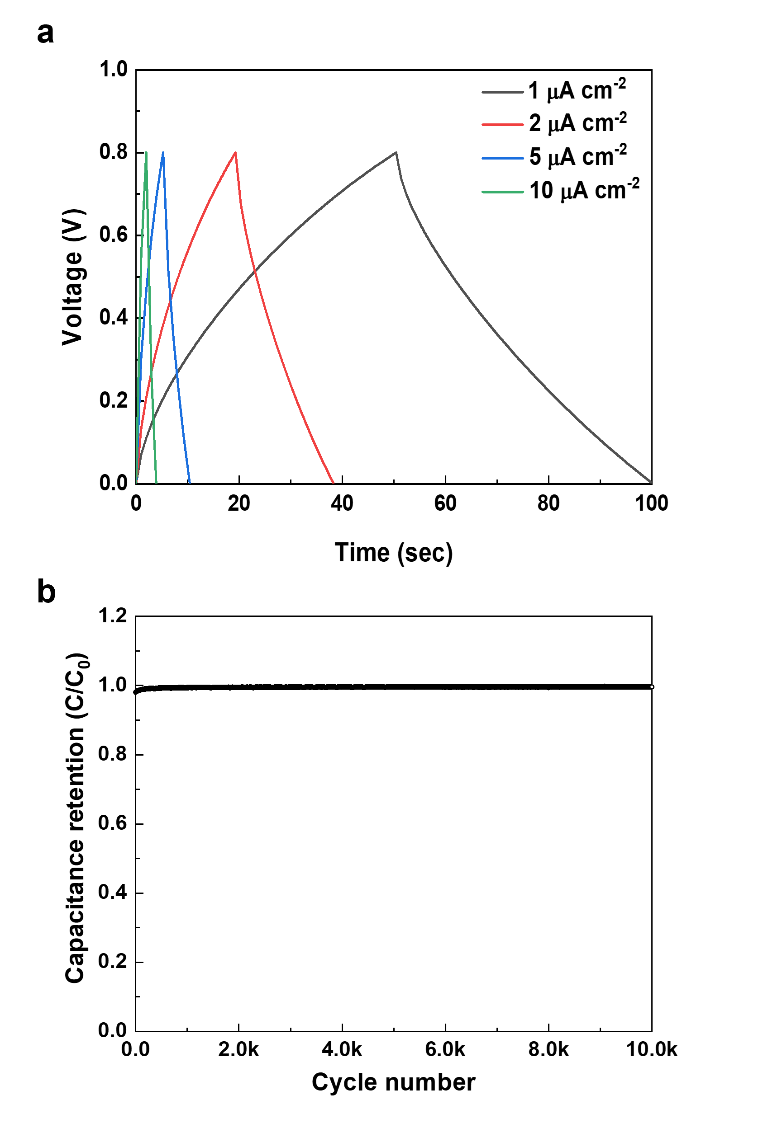 a
1.0
0.8
0.6
0.4
0.2
0.0
Voltage (V)
1 μA cm-2
2 μA cm-2
5 μA cm-2
10 μA cm-2
0 20 40 60 80 100
Time (sec)
b
1.2
1.0
0.8
0.6
0.4
0.2
0.0
Capacitance retention (C/C0)
0.0 2.0k 4.0k 6.0k 8.0k 10.0k
Cycle number